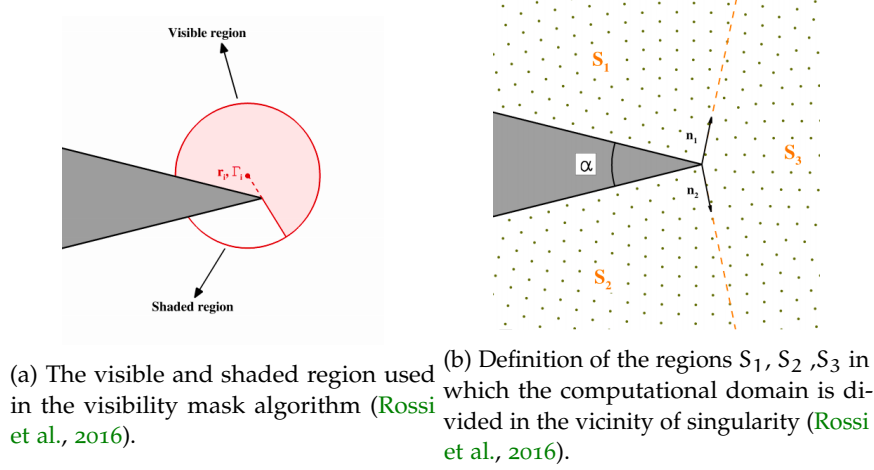 Visible region
rᵢ, Γᵢ
Shaded region
S₁
n₁
α
S₃
n₂
S₂
(a) The visible and shaded region used
in the visibility mask algorithm (Rossi
et al., 2016).
(b) Definition of the regions S₁, S₂ ,S₃ in
which the computational domain is di-
vided in the vicinity of singularity (Rossi
et al., 2016).